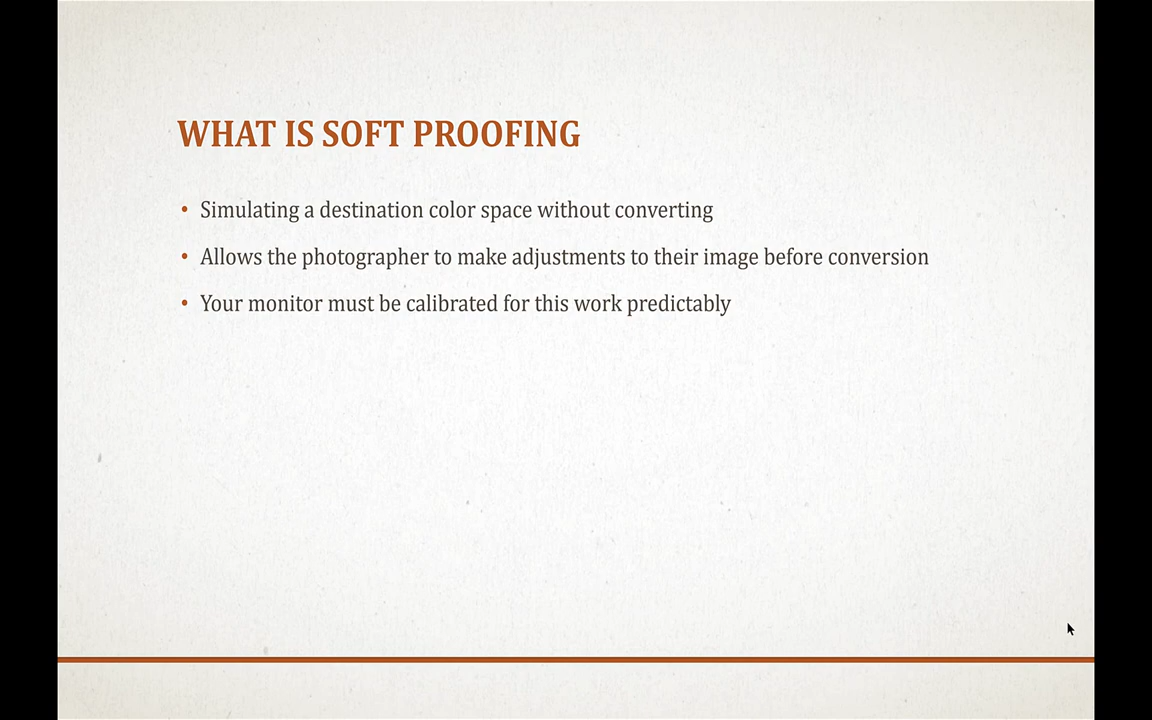 WHAT IS SOFT PROOFING
• Simulating a destination color space without converting
• Allows the photographer to make adjustments to their image before conversion
• Your monitor must be calibrated for this work predictably